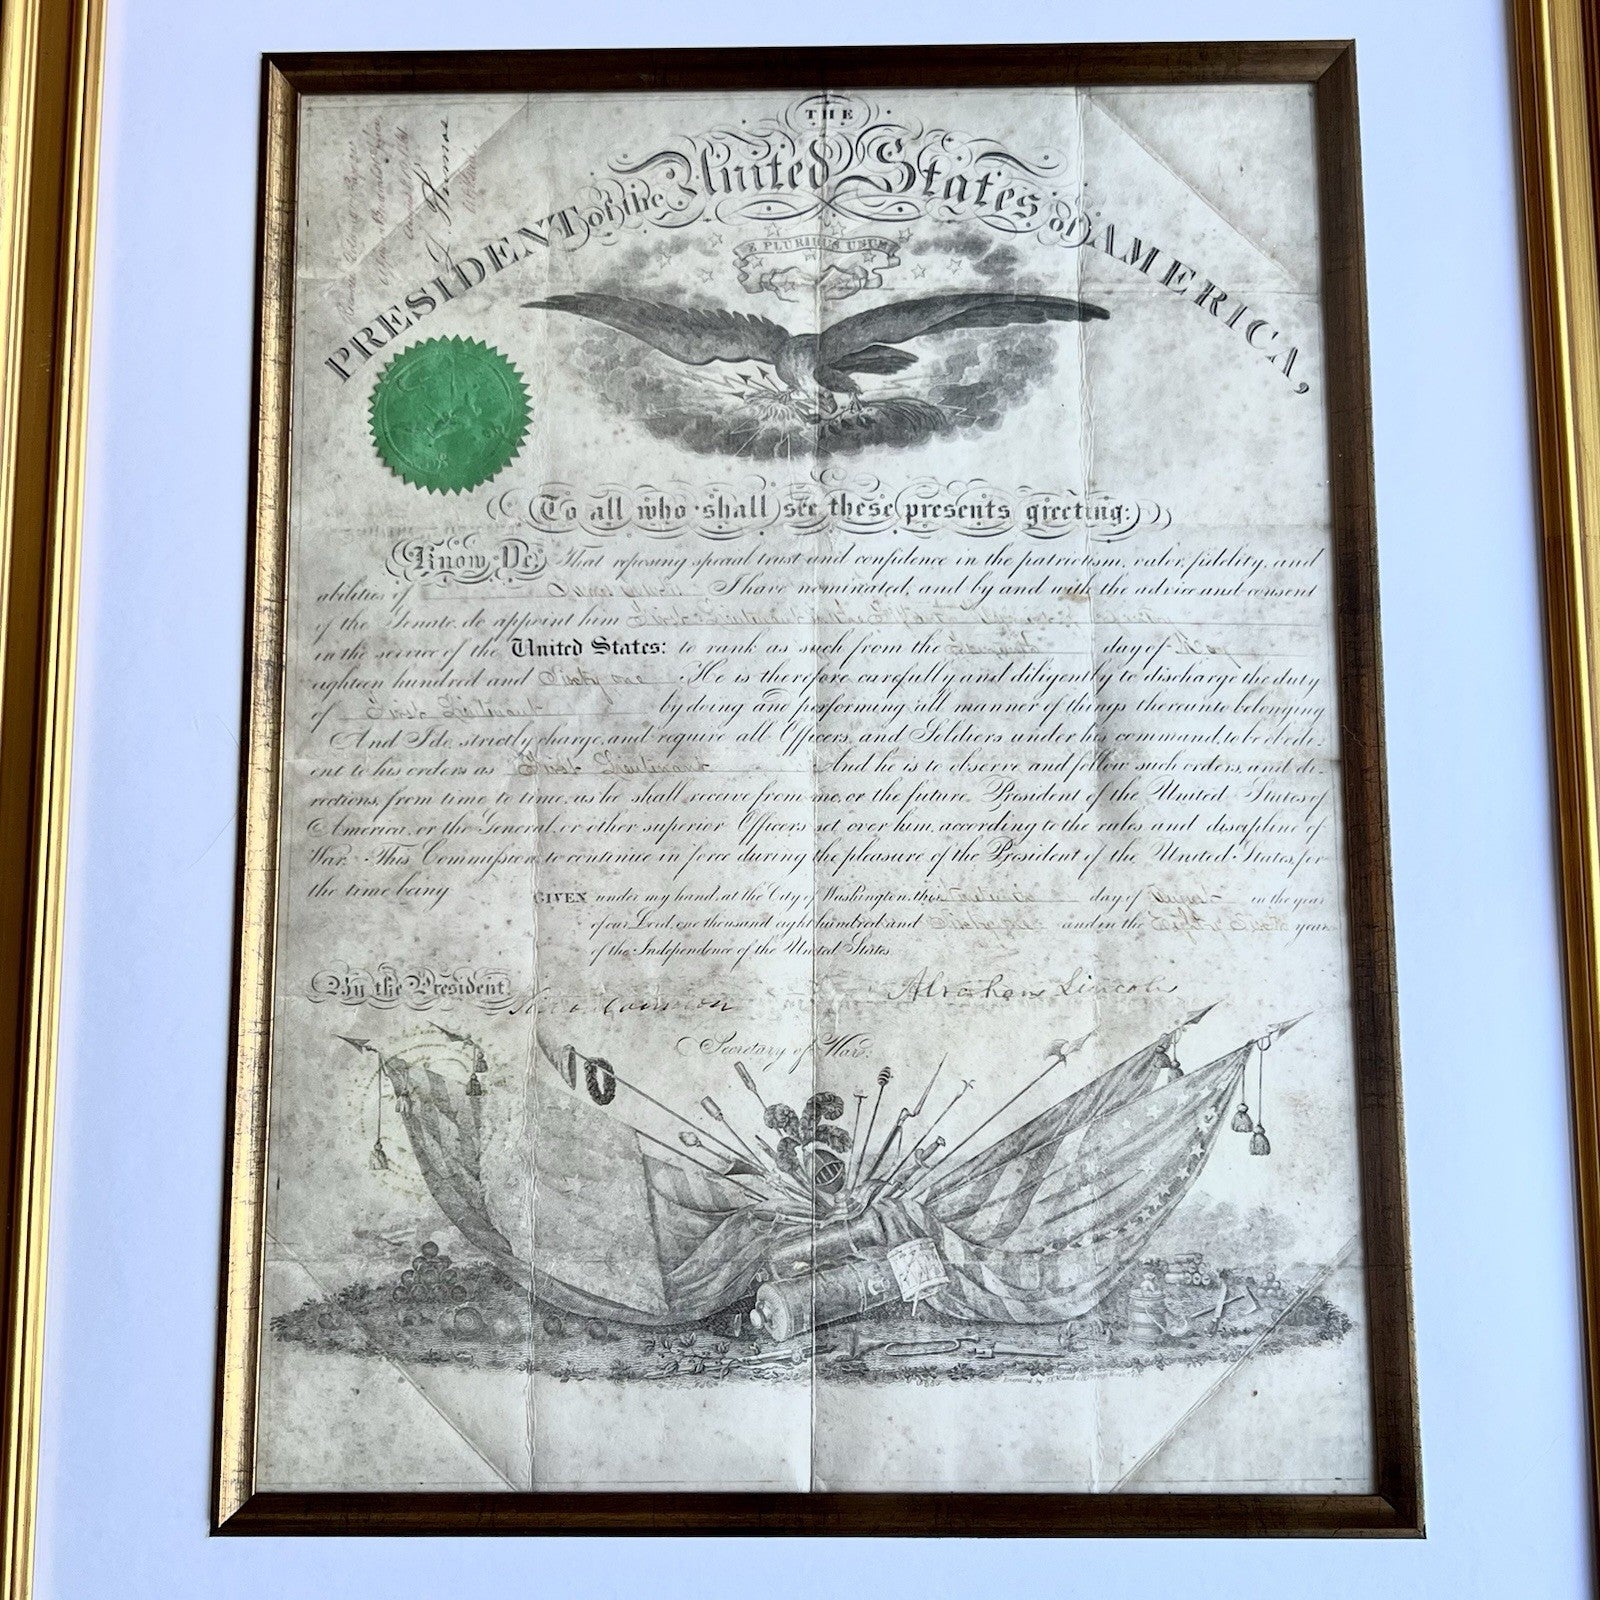 THE
PRESIDENT of the United States of AMERICA,
E PLURIBUS UNUM
To all who shall see these presents greeting:
Know Ye, That reposing special trust and confidence in the patriotism, valor, fidelity, and
abilities of I have nominated, and by and with the advice and consent
of the Senate, do appoint him First Lieutenant in the
in the service of the United States: to rank as such from the day of May
eighteen hundred and Sixty one He is therefore carefully and diligently to discharge the duty
of First Lieutenant by doing and performing all manner of things thereunto belonging
And I do strictly charge, and require all Officers, and Soldiers under his command, to be obedi-
ent to his orders as First Lieutenant And he is to observe and follow such orders, and di-
rections, from time to time, as he shall receive from me, or the future President of the United States of
America, or the General, or other superior Officers set over him, according to the rules and discipline of
War. This Commission to continue in force during the pleasure of the President of the United States, for
the time being
GIVEN under my hand, at the City of Washington, this day of August in the year
of our Lord, one thousand eight hundred and and in the Eighty Sixth year
of the Independence of the United States.
By the President, Abraham Lincoln
Simon Cameron
Secretary of War.